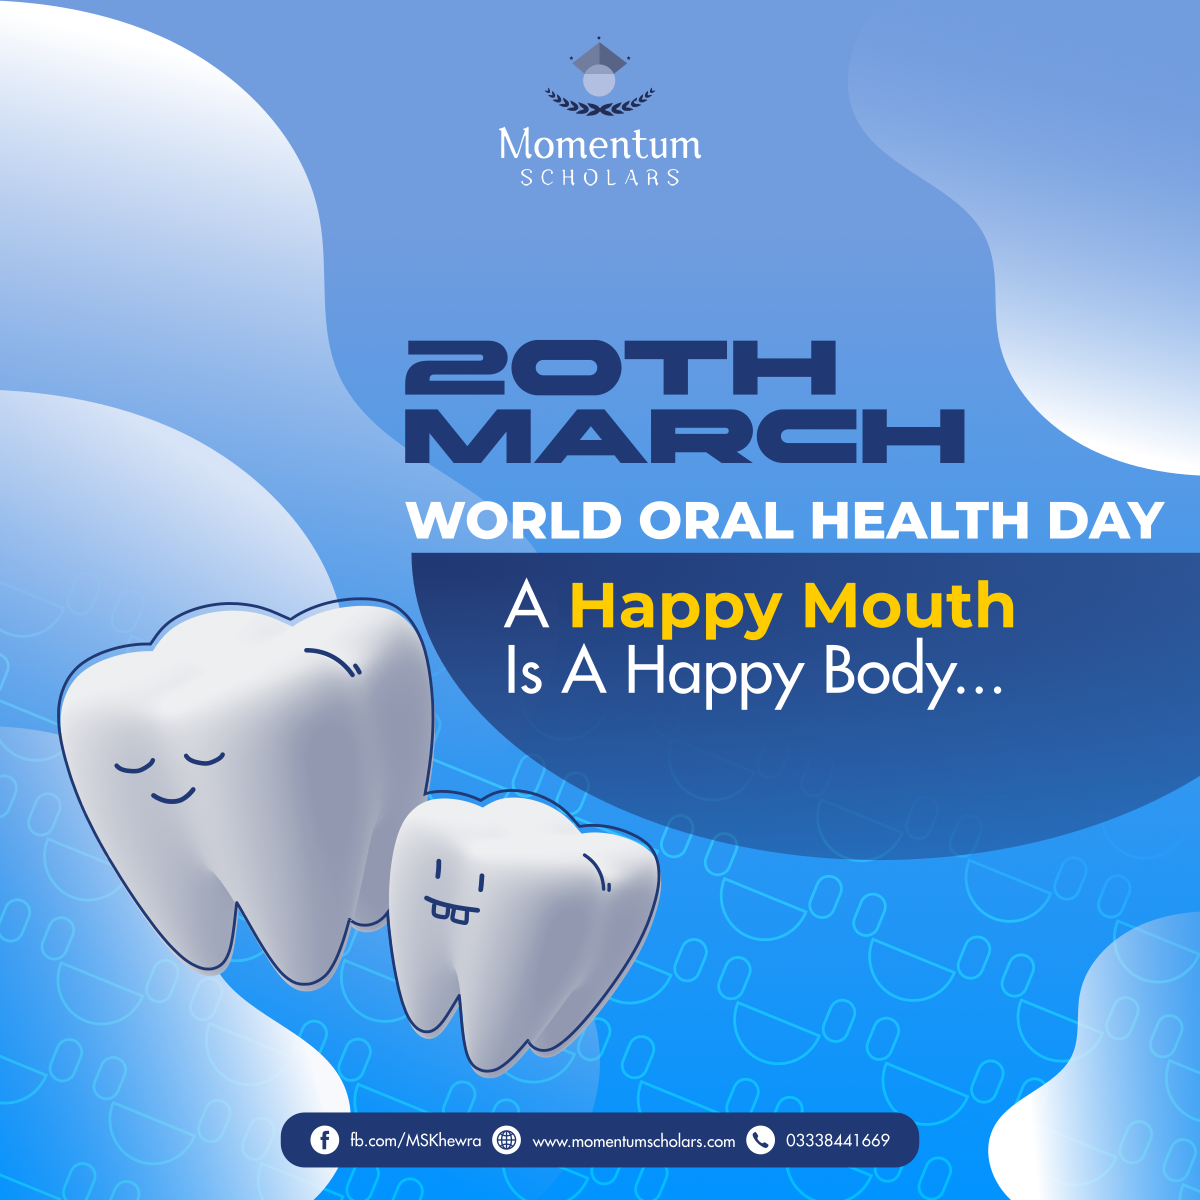 Momentum
SCHOLARS
20TH
MARCH
WORLD ORAL HEALTH DAY
A Happy Mouth
Is A Happy Body...
fb.com/MSKhewra www.momentumscholars.com 03338441669